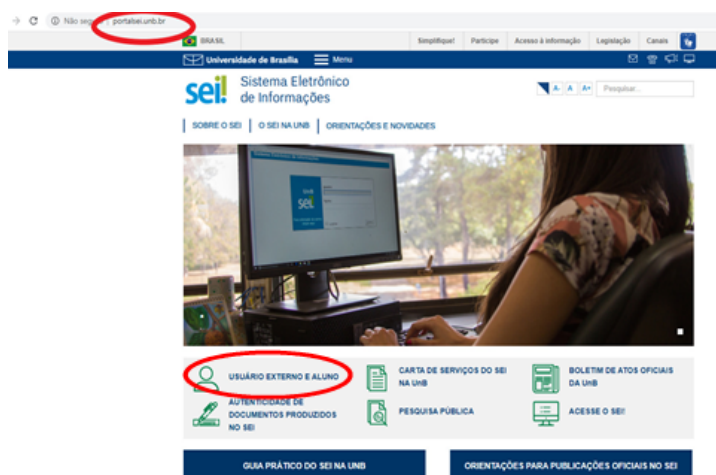 Não seg
portalsei.unb.br
BRASIL Simplifique! Participe Acesso à informação Legislação Canais
Universidade de Brasília Menu
sei! Sistema Eletrônico
de Informações
A- A A+ Pesquisar...
SOBRE O SEI O SEI NA UNB ORIENTAÇÕES E NOVIDADES
UnB
sei!
USUÁRIO EXTERNO E ALUNO
CARTA DE SERVIÇOS DO SEI
NA UnB
BOLETIM DE ATOS OFICIAIS
DA UnB
AUTENTICIDADE DE
DOCUMENTOS PRODUZIDOS
NO SEI
PESQUISA PÚBLICA
ACESSE O SEI!
GUIA PRÁTICO DO SEI NA UNB
ORIENTAÇÕES PARA PUBLICAÇÕES OFICIAIS NO SEI